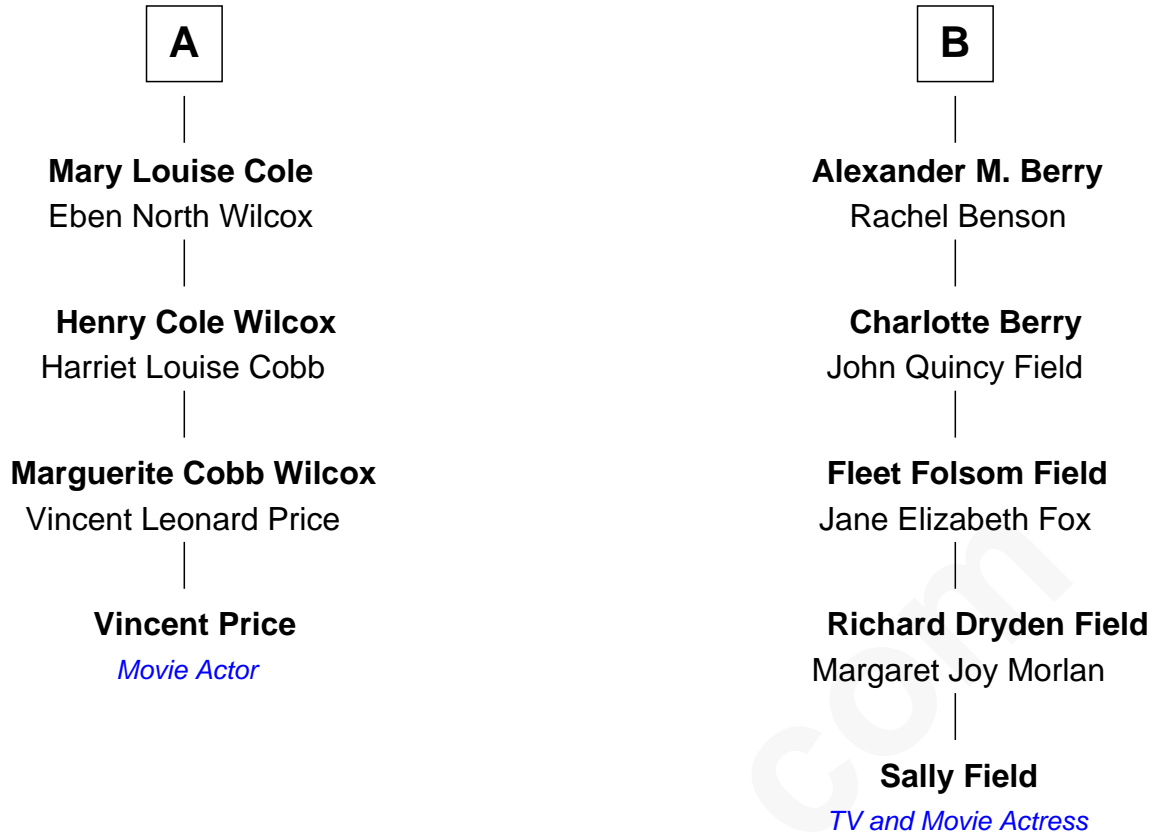 A
Mary Louise Cole
Eben North Wilcox
Henry Cole Wilcox
Harriet Louise Cobb
Marguerite Cobb Wilcox
Vincent Leonard Price
Vincent Price
Movie Actor
B
Alexander M. Berry
Rachel Benson
Charlotte Berry
John Quincy Field
Fleet Folsom Field
Jane Elizabeth Fox
Richard Dryden Field
Margaret Joy Morlan
Sally Field
TV and Movie Actress
com